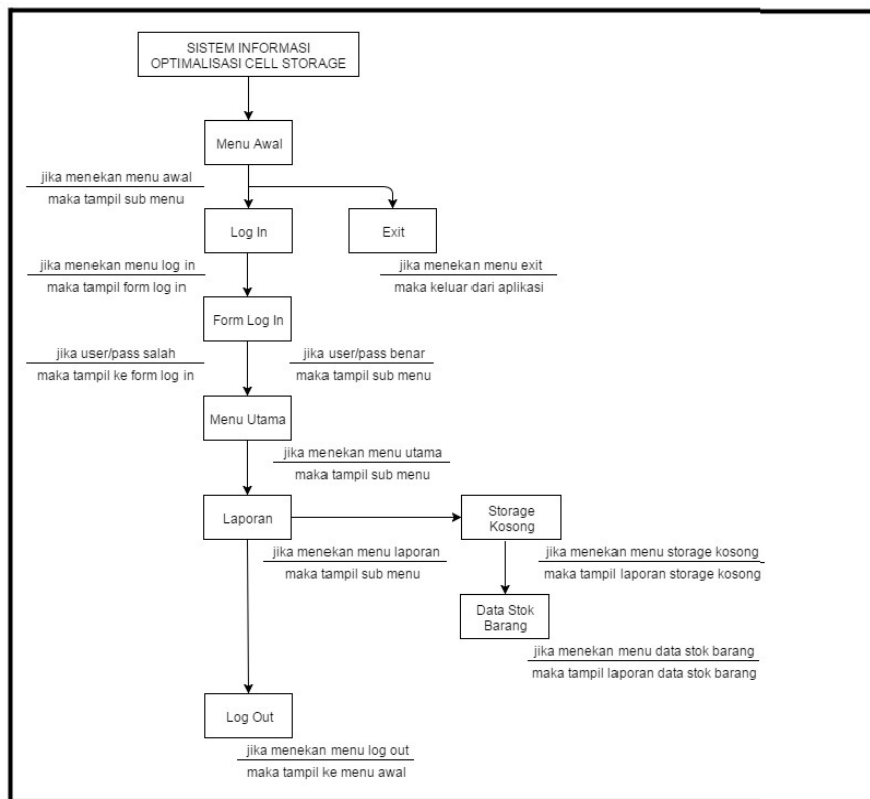 SISTEM INFORMASI
OPTIMALISASI CELL STORAGE
Menu Awal
jika menekan menu awal
maka tampil sub menu
Log In
Exit
jika menekan menu log in
maka tampil form log in
jika menekan menu exit
maka keluar dari aplikasi
Form Log In
jika user/pass salah
maka tampil ke form log in
jika user/pass benar
maka tampil sub menu
Menu Utama
jika menekan menu utama
maka tampil sub menu
Laporan
Storage
Kosong
jika menekan menu laporan
maka tampil sub menu
jika menekan menu storage kosong
maka tampil laporan storage kosong
Data Stok
Barang
jika menekan menu data stok barang
maka tampil laporan data stok barang
Log Out
jika menekan menu log out
maka tampil ke menu awal